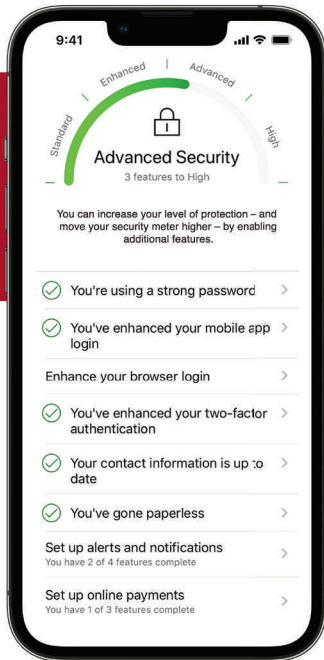 9:41
Standard
Enhanced
Advanced
High
Advanced Security
3 features to High
You can increase your level of protection – and
move your security meter higher – by enabling
additional features.
You're using a strong password
You've enhanced your mobile app
login
Enhance your browser login
You've enhanced your two-factor
authentication
Your contact information is up to
date
You've gone paperless
Set up alerts and notifications
You have 2 of 4 features complete
Set up online payments
You have 1 of 3 features complete